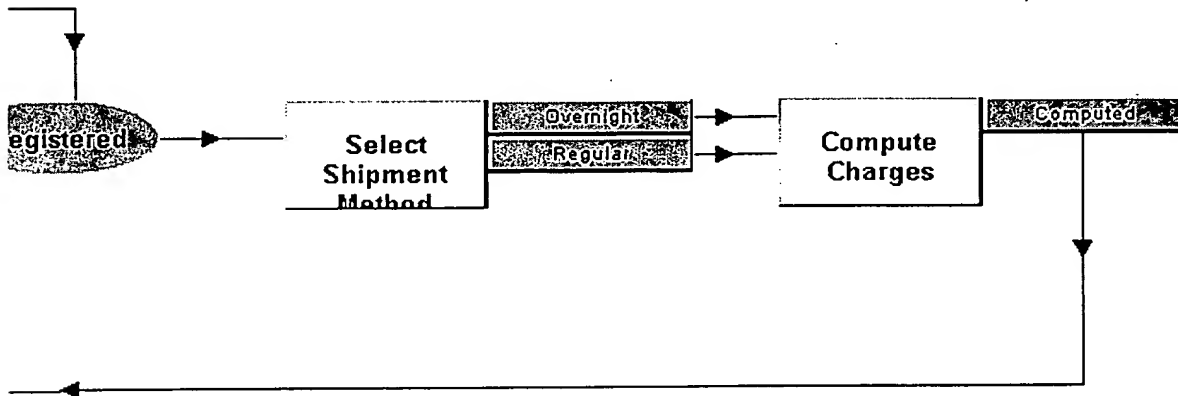 egistered
Select
Shipment
Method
Overnight
Regular
Compute
Charges
Computed